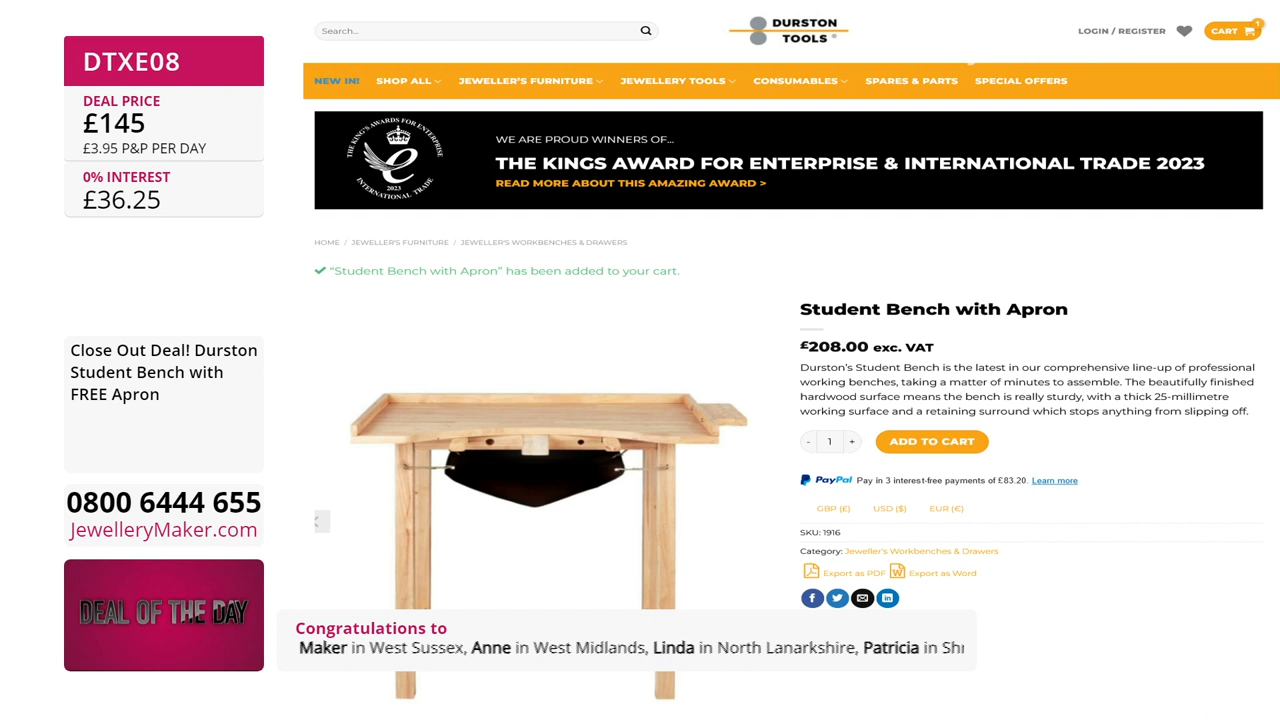 DTXE08
DEAL PRICE
£145
£3.95 P&P PER DAY
0% INTEREST
£36.25
Close Out Deal! Durston
Student Bench with
FREE Apron
0800 6444 655
JewelleryMaker.com
DEAL OF THE DAY
Search...
DURSTON
TOOLS
LOGIN / REGISTER
CART
1
NEW IN!
SHOP ALL
JEWELLER'S FURNITURE
JEWELLERY TOOLS
CONSUMABLES
SPARES & PARTS
SPECIAL OFFERS
THE KING'S AWARDS FOR ENTERPRISE
2023
INTERNATIONAL TRADE
WE ARE PROUD WINNERS OF...
THE KINGS AWARD FOR ENTERPRISE & INTERNATIONAL TRADE 2023
READ MORE ABOUT THIS AMAZING AWARD >
HOME / JEWELLER'S FURNITURE / JEWELLER'S WORKBENCHES & DRAWERS
"Student Bench with Apron" has been added to your cart.
Student Bench with Apron
£208.00 exc. VAT
Durston's Student Bench is the latest in our comprehensive line-up of professional
working benches, taking a matter of minutes to assemble. The beautifully finished
hardwood surface means the bench is really sturdy, with a thick 25-millimetre
working surface and a retaining surround which stops anything from slipping off.
- 1 +
ADD TO CART
PayPal Pay in 3 interest-free payments of £83.20. Learn more
GBP (£) USD ($) EUR (€)
SKU: 1916
Category: Jeweller's Workbenches & Drawers
Export as PDF Export as Word
Congratulations to
Maker in West Sussex, Anne in West Midlands, Linda in North Lanarkshire, Patricia in Shr